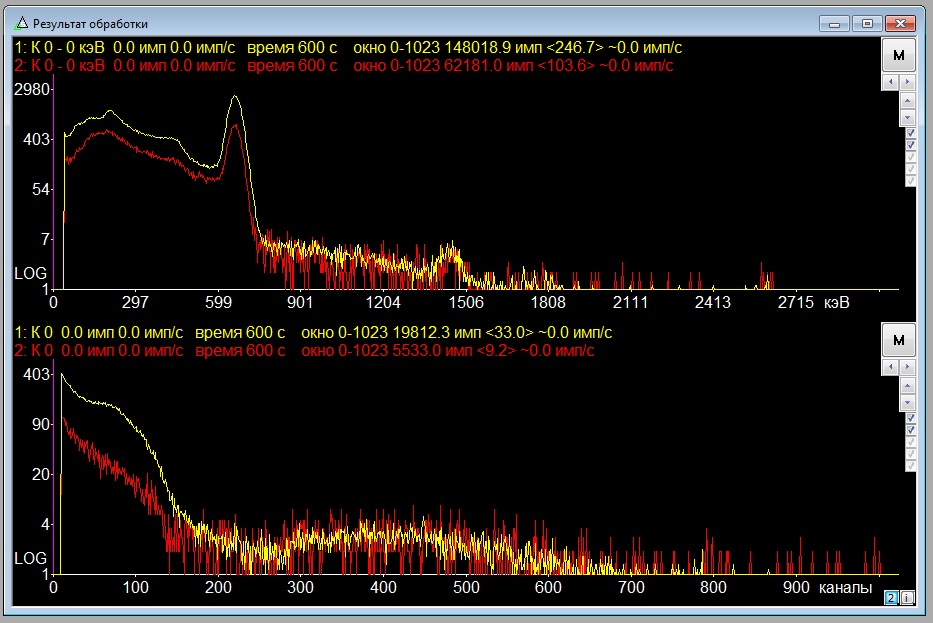 Результат обработки
1: К 0 - 0 кэВ 0.0 имп 0.0 имп/с время 600 с окно 0-1023 148018.9 имп <246.7> ~0.0 имп/с
2: К 0 - 0 кэВ 0.0 имп 0.0 имп/с время 600 с окно 0-1023 62181.0 имп <103.6> ~0.0 имп/с
M
2980
403
54
7
LOG
1
0 297 599 901 1204 1506 1808 2111 2413 2715 кэВ
1: К 0 0.0 имп 0.0 имп/с время 600 с окно 0-1023 19812.3 имп <33.0> ~0.0 имп/с
2: К 0 0.0 имп 0.0 имп/с время 600 с окно 0-1023 5533.0 имп <9.2> ~0.0 имп/с
M
403
90
20
4
LOG
1
0 100 200 300 400 500 600 700 800 900 каналы
2 i